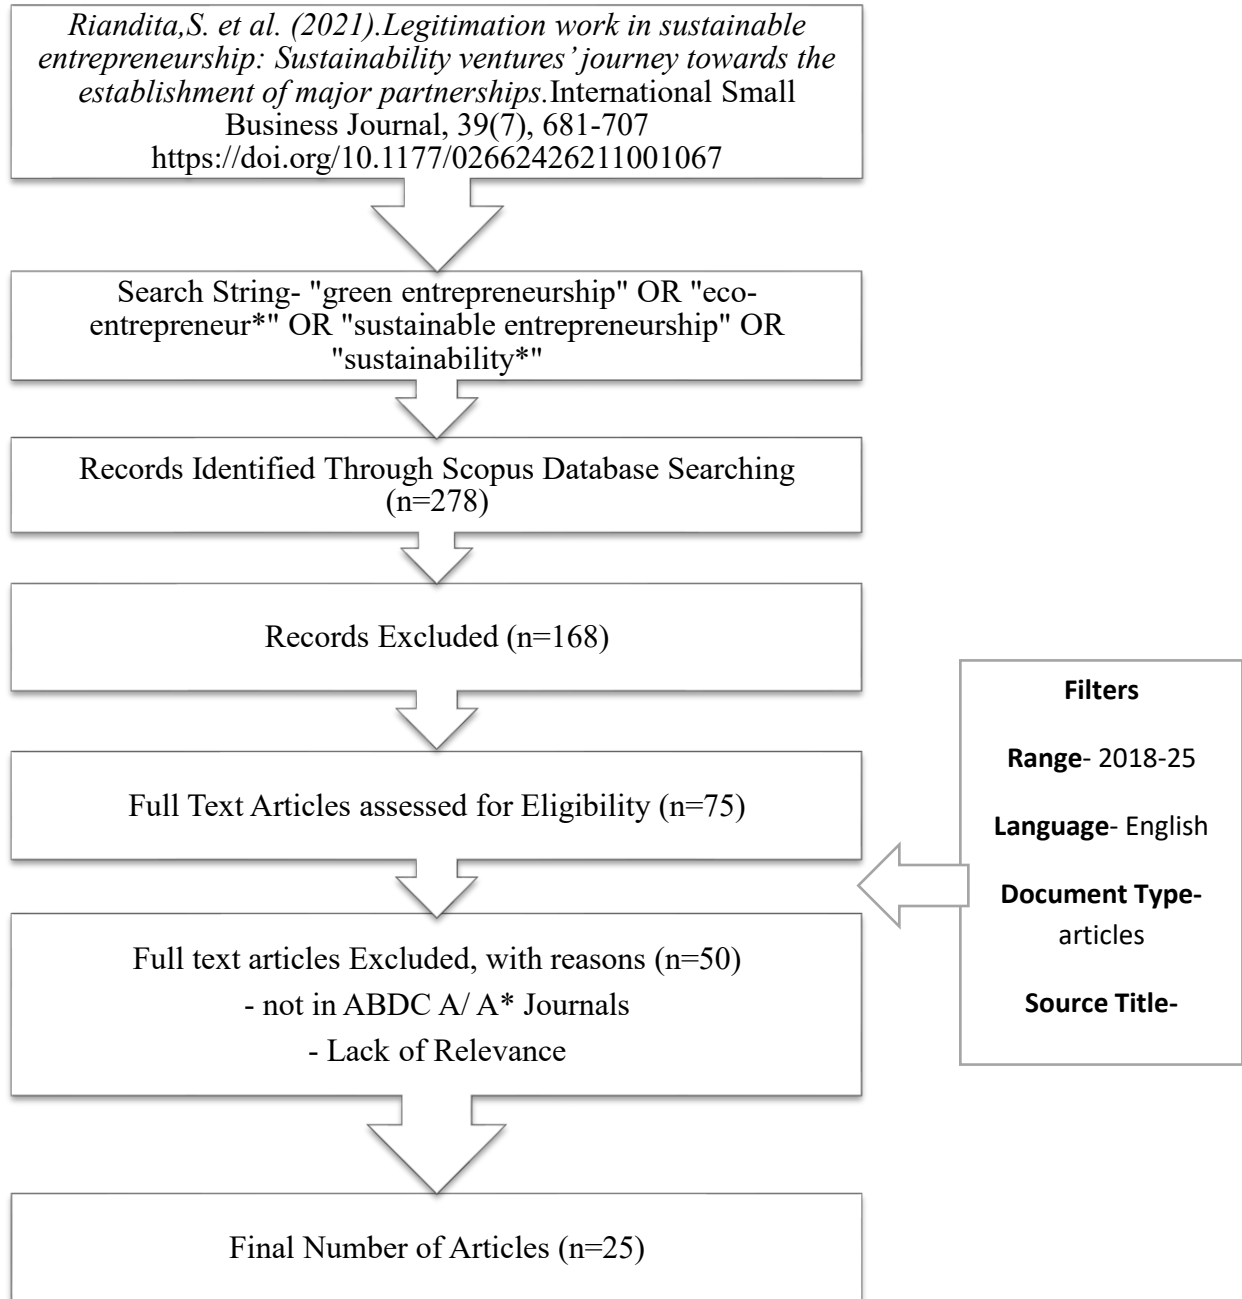 Riandita,S. et al. (2021).Legitimation work in sustainable
entrepreneurship: Sustainability ventures’ journey towards the
establishment of major partnerships.International Small
Business Journal, 39(7), 681-707
https://doi.org/10.1177/02662426211001067
Search String- "green entrepreneurship" OR "eco-
entrepreneur*" OR "sustainable entrepreneurship" OR
"sustainability*"
Records Identified Through Scopus Database Searching
(n=278)
Records Excluded (n=168)
Full Text Articles assessed for Eligibility (n=75)
Filters
Range- 2018-25
Language- English
Document Type-
articles
Source Title-
Full text articles Excluded, with reasons (n=50)
- not in ABDC A/ A* Journals
- Lack of Relevance
Final Number of Articles (n=25)